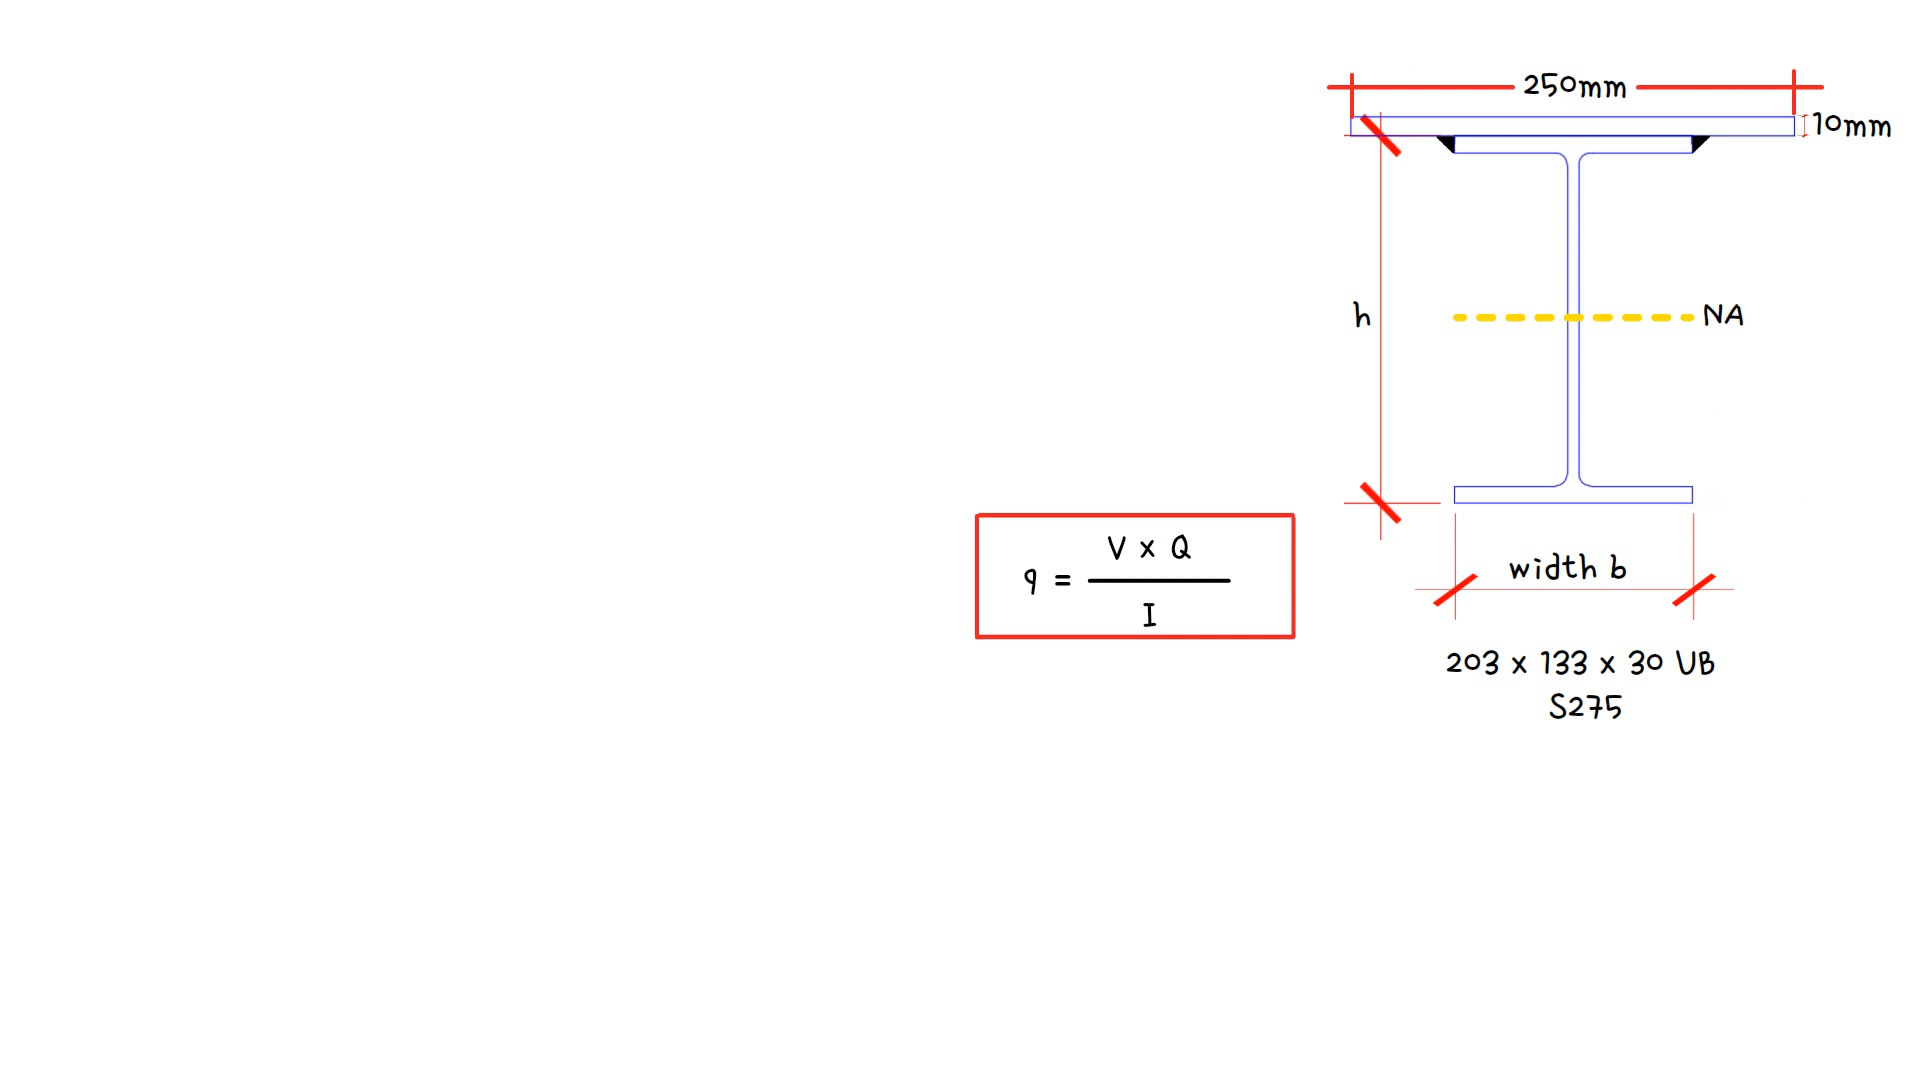 250mm
10mm
h
NA
V x Q
q =
I
width b
203 x 133 x 30 UB
S275